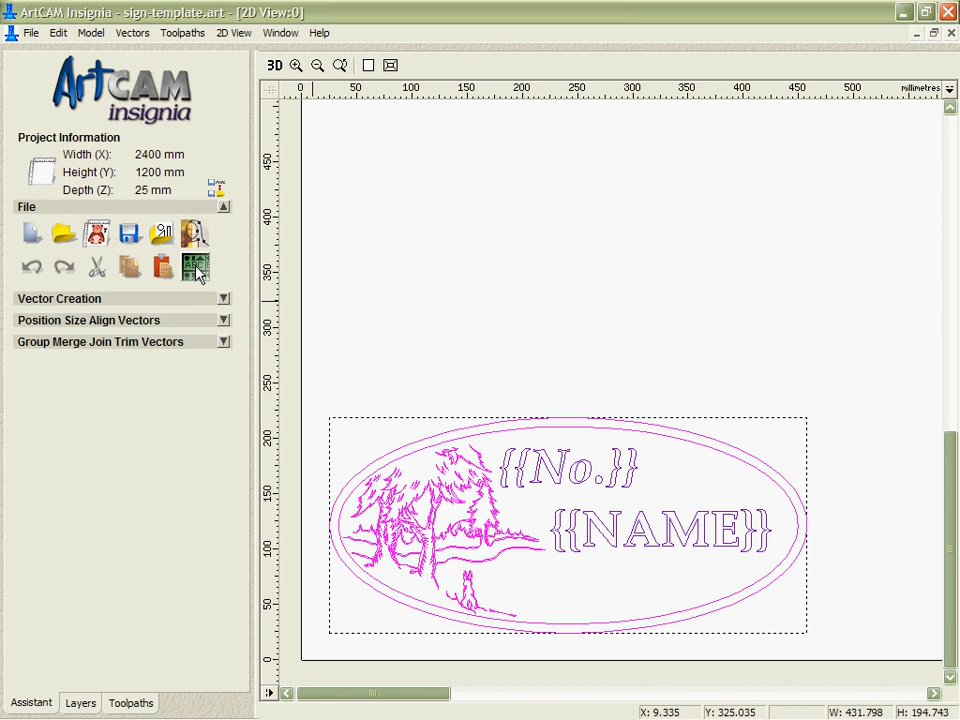 ArtCAM Insignia - sign-template.art - [2D View:0]
File Edit Model Vectors Toolpaths 2D View Window Help
ArtCAM
insignia
3D
0 50 100 150 200 250 300 350 400 450 500 millimetres
Project Information
Width (X): 2400 mm
Height (Y): 1200 mm
Depth (Z): 25 mm
File
ABC
Vector Creation
Position Size Align Vectors
Group Merge Join Trim Vectors
450
400
350
300
250
200
150
100
50
0
{{No.}}
{{NAME}}
Assistant Layers Toolpaths
X: 9.335 Y: 325.035 W: 431.798 H: 194.743